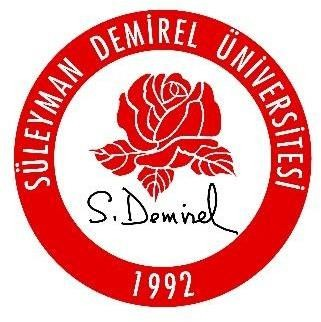 SÜLEYMAN DEMİREL ÜNİVERSİTESİ
S. Demirel
1992